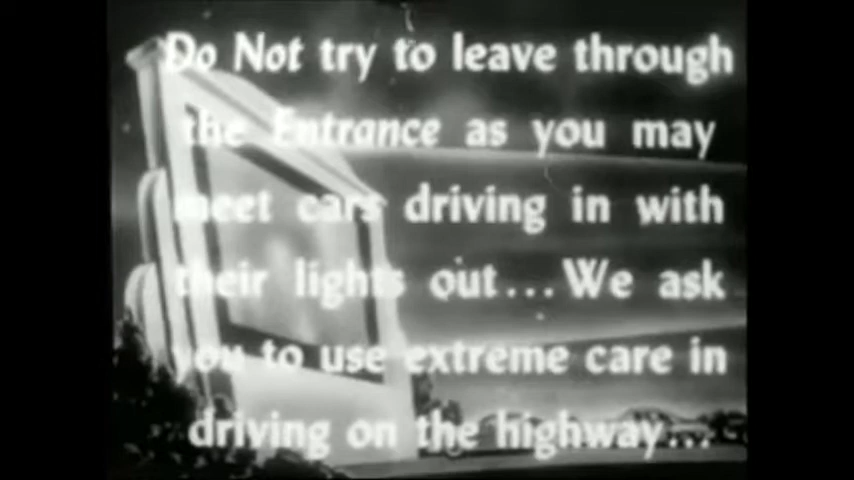 Do Not try to leave through
the Entrance as you may
meet cars driving in with
their lights out...We ask
you to use extreme care in
driving on the highway...